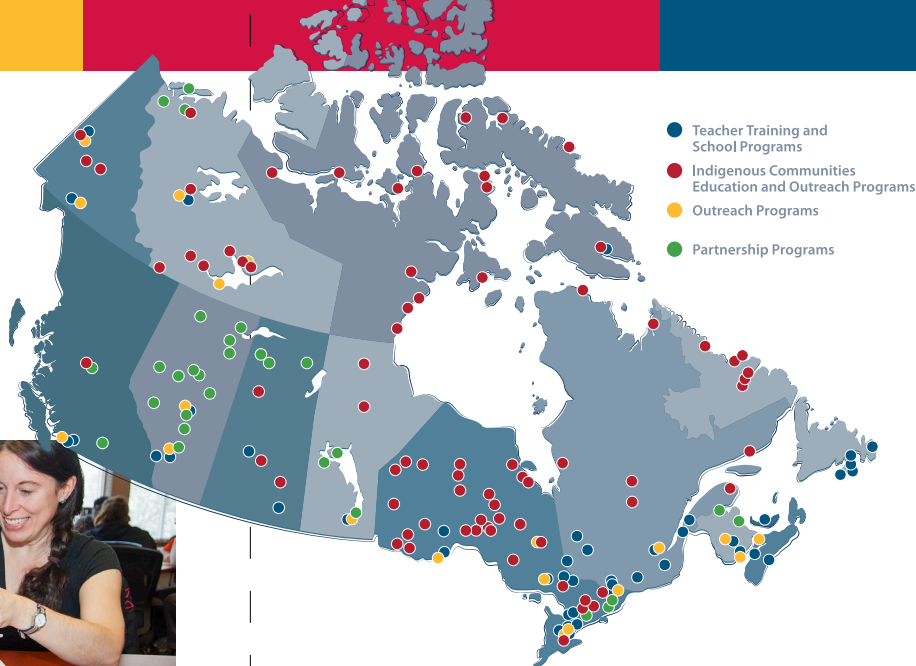 Teacher Training and
School Programs
Indigenous Communities
Education and Outreach Programs
Outreach Programs
Partnership Programs